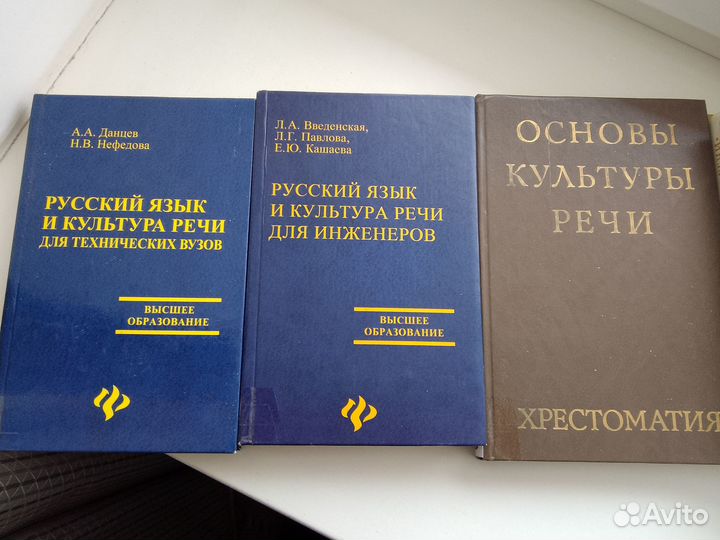 А.А. Данцев
Н.В. Нефедова
РУССКИЙ ЯЗЫК
И КУЛЬТУРА РЕЧИ
ДЛЯ ТЕХНИЧЕСКИХ ВУЗОВ
ВЫСШЕЕ
ОБРАЗОВАНИЕ
Л.А. Введенская,
Л.Г. Павлова,
Е.Ю. Кашаева
РУССКИЙ ЯЗЫК
И КУЛЬТУРА РЕЧИ
ДЛЯ ИНЖЕНЕРОВ
ВЫСШЕЕ
ОБРАЗОВАНИЕ
ОСНОВЫ
КУЛЬТУРЫ
РЕЧИ
ХРЕСТОМАТИЯ
Avito